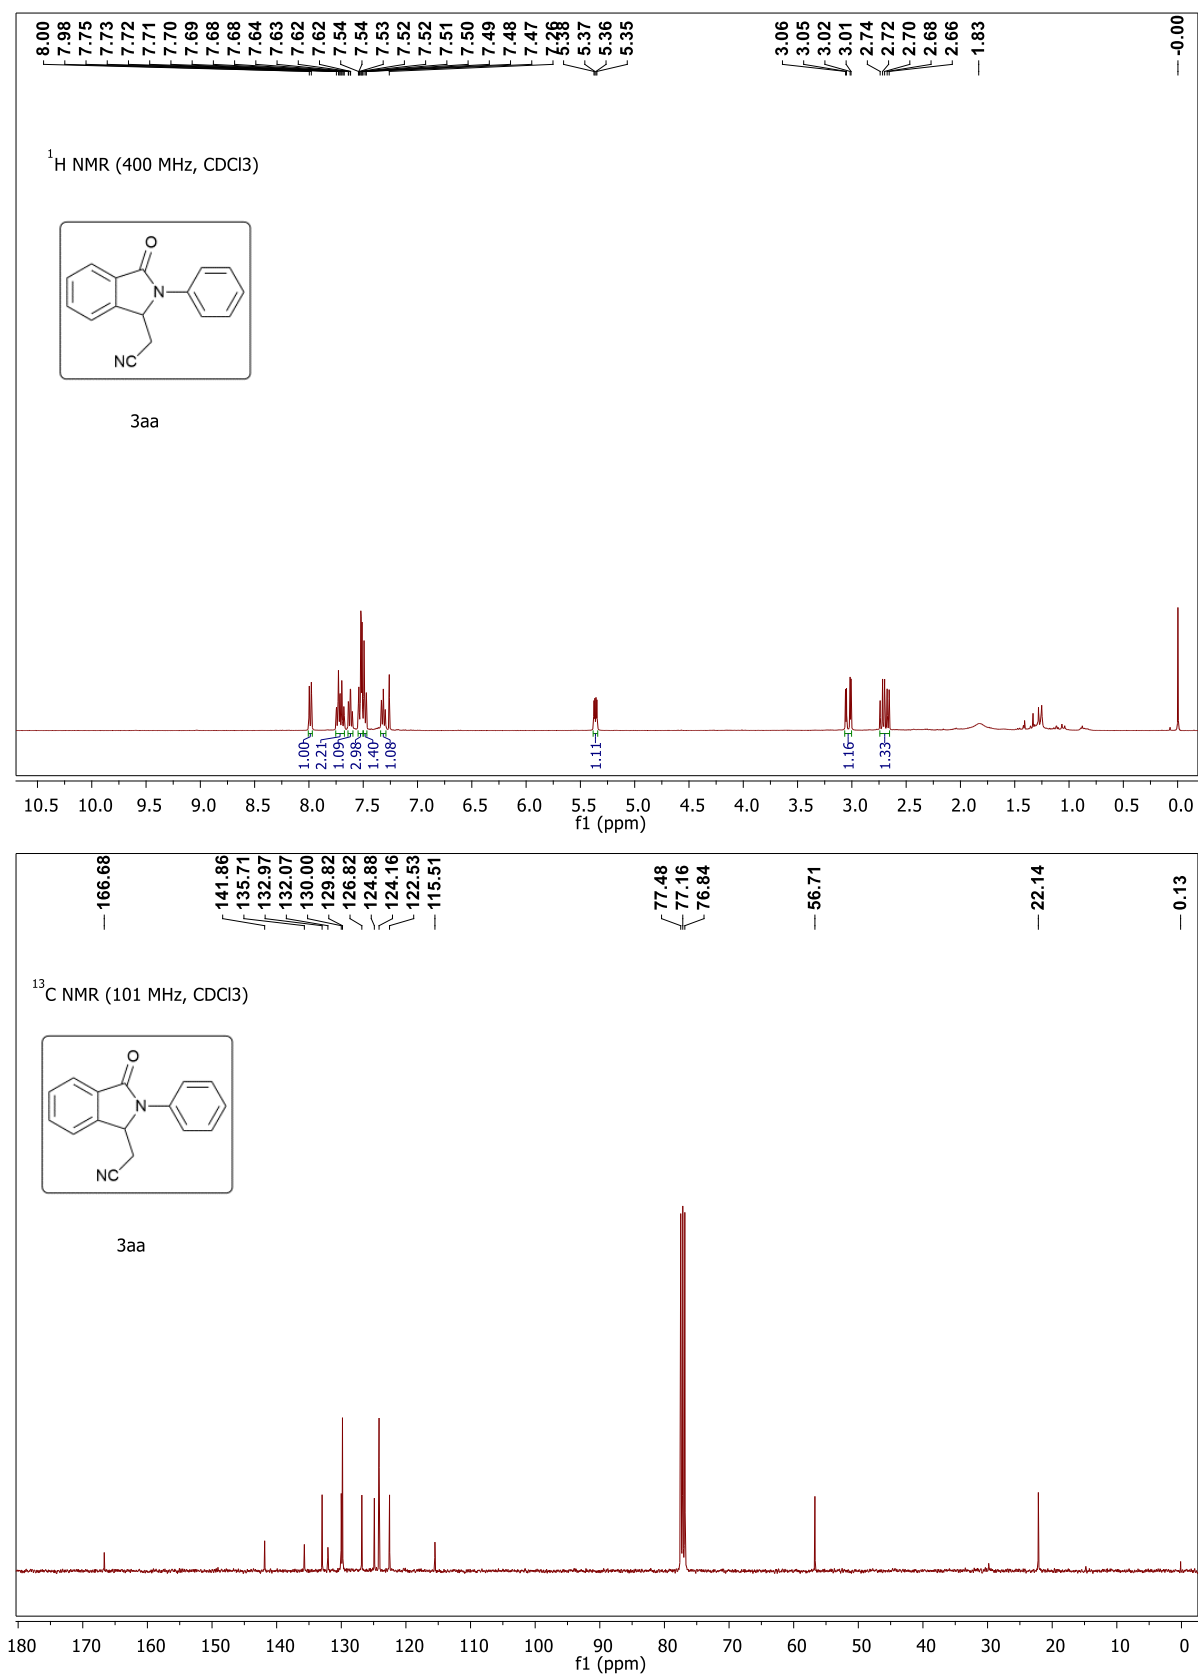 8.00 7.98 7.75 7.73 7.72 7.71 7.70 7.69 7.68 7.68 7.64 7.63 7.62 7.62 7.54 7.54 7.53 7.52 7.52 7.51 7.50 7.49 7.48 7.47 7.26 5.38 5.37 5.36 5.35 3.06 3.05 3.02 3.01 2.74 2.72 2.70 2.68 2.66 1.83 -0.00
1H NMR (400 MHz, CDCl3)
O
N
NC
3aa
1.00 2.21 1.09 2.98 1.40 1.08 1.11 1.16 1.33
10.5 10.0 9.5 9.0 8.5 8.0 7.5 7.0 6.5 6.0 5.5 5.0 4.5 4.0 3.5 3.0 2.5 2.0 1.5 1.0 0.5 0.0
f1 (ppm)
166.68 141.86 135.71 132.97 132.07 130.00 129.82 126.82 124.88 124.16 122.53 115.51 77.48 77.16 76.84 56.71 22.14 0.13
13C NMR (101 MHz, CDCl3)
O
N
NC
3aa
180 170 160 150 140 130 120 110 100 90 80 70 60 50 40 30 20 10 0
f1 (ppm)